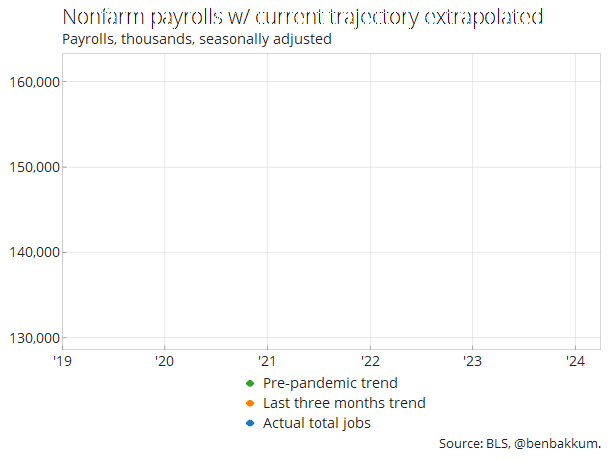 Nonfarm payrolls w/ current trajectory extrapolated
Payrolls, thousands, seasonally adjusted
160,000
150,000
140,000
130,000
'19 '20 '21 '22 '23 '24
Pre-pandemic trend
Last three months trend
Actual total jobs
Source: BLS, @benbakkum.